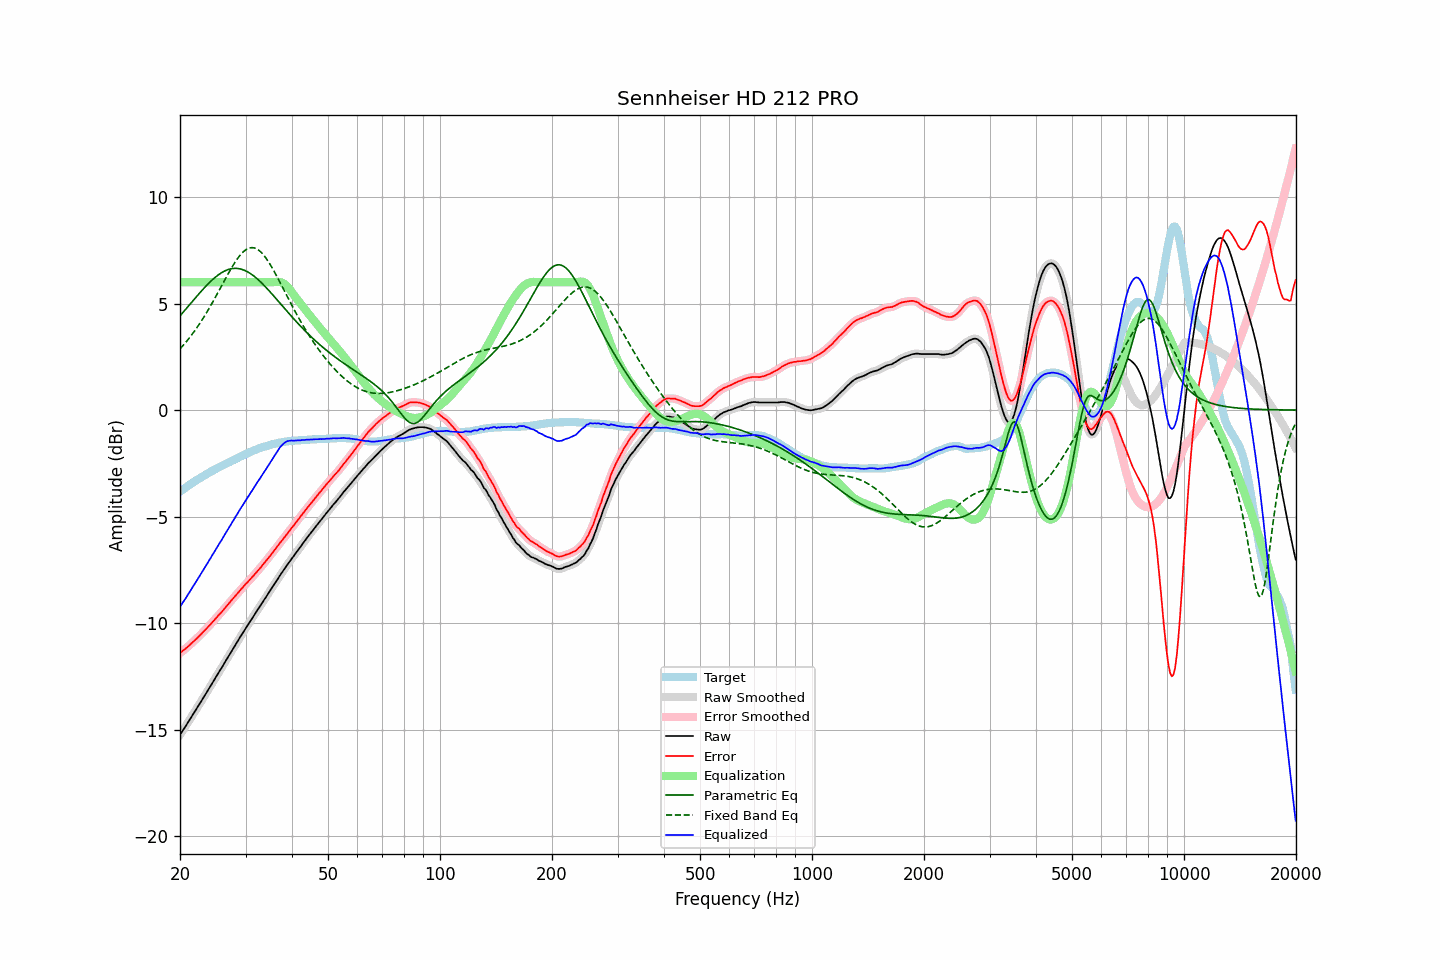 Sennheiser HD 212 PRO
Amplitude (dBr)
10
5
0
−5
−10
−15
−20
Target
Raw Smoothed
Error Smoothed
Raw
Error
Equalization
Parametric Eq
Fixed Band Eq
Equalized
20
50
100
200
500
1000
2000
5000
10000
20000
Frequency (Hz)